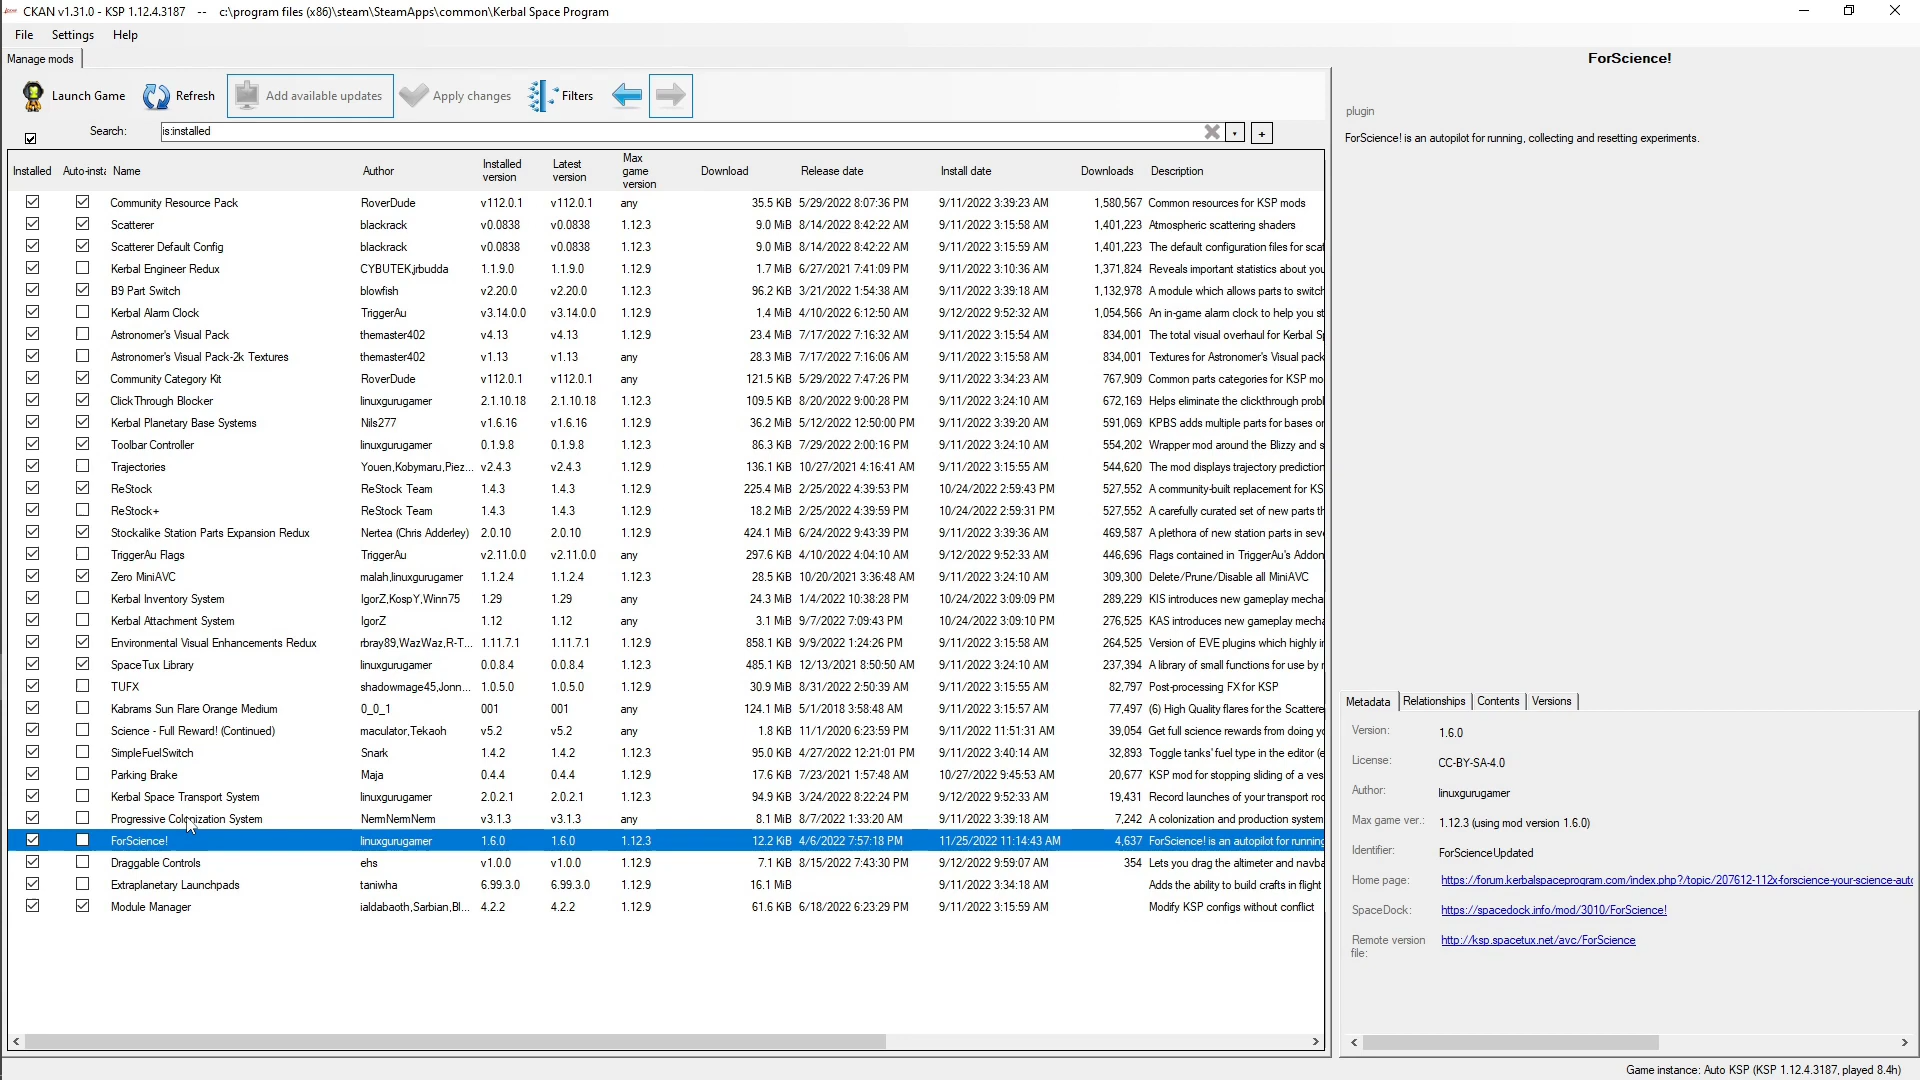 CKAN v1.31.0 - KSP 1.12.4.3187 -- c:\program files (x86)\steam\SteamApps\common\Kerbal Space Program
File Settings Help
Manage mods
Launch Game Refresh Add available updates Apply changes Filters
Search: is:installed
Installed Auto-insta Name Author Installed version Latest version Max game version Download Release date Install date Downloads Description
Community Resource Pack RoverDude v112.0.1 v112.0.1 any 35.5 KiB 5/29/2022 8:07:36 PM 9/11/2022 3:39:23 AM 1,580,567 Common resources for KSP mods
Scatterer blackrack v0.0838 v0.0838 1.12.3 9.0 MiB 8/14/2022 8:42:22 AM 9/11/2022 3:15:58 AM 1,401,223 Atmospheric scattering shaders
Scatterer Default Config blackrack v0.0838 v0.0838 1.12.3 9.0 MiB 8/14/2022 8:42:22 AM 9/11/2022 3:15:59 AM 1,401,223 The default configuration files for scat
Kerbal Engineer Redux CYBUTEK,jrbudda 1.1.9.0 1.1.9.0 1.12.9 1.7 MiB 6/27/2021 7:41:09 PM 9/11/2022 3:10:36 AM 1,371,824 Reveals important statistics about you
B9 Part Switch blowfish v2.20.0 v2.20.0 1.12.3 96.2 KiB 3/21/2022 1:54:38 AM 9/11/2022 3:39:18 AM 1,132,978 A module which allows parts to switch
Kerbal Alarm Clock TriggerAu v3.14.0.0 v3.14.0.0 1.12.9 1.4 MiB 4/10/2022 6:12:50 AM 9/12/2022 9:52:32 AM 1,054,566 An in-game alarm clock to help you st
Astronomer's Visual Pack themaster402 v4.13 v4.13 1.12.9 23.4 MiB 7/17/2022 7:16:32 AM 9/11/2022 3:15:54 AM 834,001 The total visual overhaul for Kerbal Sp
Astronomer's Visual Pack-2k Textures themaster402 v1.13 v1.13 any 28.3 MiB 7/17/2022 7:16:06 AM 9/11/2022 3:15:58 AM 834,001 Textures for Astronomer's Visual pack
Community Category Kit RoverDude v112.0.1 v112.0.1 any 121.5 KiB 5/29/2022 7:47:26 PM 9/11/2022 3:34:23 AM 767,909 Common parts categories for KSP mo
Click Through Blocker linuxgurugamer 2.1.10.18 2.1.10.18 1.12.3 109.5 KiB 8/20/2022 9:00:28 PM 9/11/2022 3:24:10 AM 672,169 Helps eliminate the clickthrough probl
Kerbal Planetary Base Systems Nils277 v1.6.16 v1.6.16 1.12.9 36.2 MiB 5/12/2022 12:50:00 PM 9/11/2022 3:39:20 AM 591,069 KPBS adds multiple parts for bases or
Toolbar Controller linuxgurugamer 0.1.9.8 0.1.9.8 1.12.3 86.3 KiB 7/29/2022 2:00:16 PM 9/11/2022 3:24:10 AM 554,202 Wrapper mod around the Blizzy and s
Trajectories Youen,Kobymaru,Piez... v2.4.3 v2.4.3 1.12.9 136.1 KiB 10/27/2021 4:16:41 AM 9/11/2022 3:15:55 AM 544,620 The mod displays trajectory prediction
ReStock ReStock Team 1.4.3 1.4.3 1.12.9 225.4 MiB 2/25/2022 4:39:53 PM 10/24/2022 2:59:43 PM 527,552 A community-built replacement for KS
ReStock+ ReStock Team 1.4.3 1.4.3 1.12.9 18.2 MiB 2/25/2022 4:39:59 PM 10/24/2022 2:59:31 PM 527,552 A carefully curated set of new parts th
Stockalike Station Parts Expansion Redux Nertea (Chris Adderley) 2.0.10 2.0.10 1.12.9 424.1 MiB 6/24/2022 9:43:39 PM 9/11/2022 3:39:36 AM 469,587 A plethora of new station parts in seve
TriggerAu Flags TriggerAu v2.11.0.0 v2.11.0.0 any 297.6 KiB 4/10/2022 4:04:10 AM 9/12/2022 9:52:33 AM 446,696 Flags contained in TriggerAu's Addon
Zero MiniAVC malah,linuxgurugamer 1.1.2.4 1.1.2.4 1.12.3 28.5 KiB 10/20/2021 3:36:48 AM 9/11/2022 3:24:10 AM 309,300 Delete/Prune/Disable all MiniAVC
Kerbal Inventory System IgorZ,KospY,Winn75 1.29 1.29 any 24.3 MiB 1/4/2022 10:38:28 PM 10/24/2022 3:09:09 PM 289,229 KIS introduces new gameplay mecha
Kerbal Attachment System IgorZ 1.12 1.12 any 3.1 MiB 9/7/2022 7:09:43 PM 10/24/2022 3:09:10 PM 276,525 KAS introduces new gameplay mech
Environmental Visual Enhancements Redux rbray89,WazWaz,R-T... 1.11.7.1 1.11.7.1 1.12.9 858.1 KiB 9/9/2022 1:24:26 PM 9/11/2022 3:15:58 AM 264,525 Version of EVE plugins which highly ir
SpaceTux Library linuxgurugamer 0.0.8.4 0.0.8.4 1.12.3 485.1 KiB 12/13/2021 8:50:50 AM 9/11/2022 3:24:10 AM 237,394 A library of small functions for use by r
TUFX shadowmage45,Jonn... 1.0.5.0 1.0.5.0 1.12.9 30.9 MiB 8/31/2022 2:50:39 AM 9/11/2022 3:15:55 AM 82,797 Post-processing FX for KSP
Kabrams Sun Flare Orange Medium 0_0_1 001 001 any 124.1 MiB 5/1/2018 3:58:48 AM 9/11/2022 3:15:57 AM 77,497 (6) High Quality flares for the Scattere
Science - Full Reward! (Continued) maculator,Tekaoh v5.2 v5.2 any 1.8 KiB 11/1/2020 6:23:59 PM 9/11/2022 11:51:31 AM 39,054 Get full science rewards from doing yo
SimpleFuelSwitch Snark 1.4.2 1.4.2 1.12.3 95.0 KiB 4/27/2022 12:21:01 PM 9/11/2022 3:40:14 AM 32,893 Toggle tanks' fuel type in the editor (e
Parking Brake Maja 0.4.4 0.4.4 1.12.9 17.6 KiB 7/23/2021 1:57:48 AM 10/27/2022 9:45:53 AM 20,677 KSP mod for stopping sliding of a ves
Kerbal Space Transport System linuxgurugamer 2.0.2.1 2.0.2.1 1.12.3 94.9 KiB 3/24/2022 8:22:24 PM 9/12/2022 9:52:33 AM 19,431 Record launches of your transport roc
Progressive Colonization System NermNermNerm v3.1.3 v3.1.3 any 8.1 MiB 8/7/2022 1:33:20 AM 9/11/2022 3:39:18 AM 7,242 A colonization and production system
ForScience! linuxgurugamer 1.6.0 1.6.0 1.12.3 12.2 KiB 4/6/2022 7:57:18 PM 11/25/2022 11:14:43 AM 4,637 ForScience! is an autopilot for running
Draggable Controls ehs v1.0.0 v1.0.0 1.12.9 7.1 KiB 8/15/2022 7:43:30 PM 9/12/2022 9:59:07 AM 354 Lets you drag the altimeter and navba
Extraplanetary Launchpads taniwha 6.99.3.0 6.99.3.0 1.12.9 16.1 MiB 9/11/2022 3:34:18 AM Adds the ability to build crafts in flight
Module Manager ialdabaoth,Sarbian,Bl... 4.2.2 4.2.2 1.12.9 61.6 KiB 6/18/2022 6:23:29 PM 9/11/2022 3:15:59 AM Modify KSP configs without conflict
ForScience!
plugin
ForScience! is an autopilot for running, collecting and resetting experiments.
Metadata Relationships Contents Versions
Version: 1.6.0
License: CC-BY-SA-4.0
Author: linuxgurugamer
Max game ver.: 1.12.3 (using mod version 1.6.0)
Identifier: ForScienceUpdated
Home page: https://forum.kerbalspaceprogram.com/index.php?/topic/207612-112x-forscience-your-science-auto
SpaceDock: https://spacedock.info/mod/3010/ForScience!
Remote version file: http://ksp.spacetux.net/avc/ForScience
Game instance: Auto KSP (KSP 1.12.4.3187, played 8.4h)